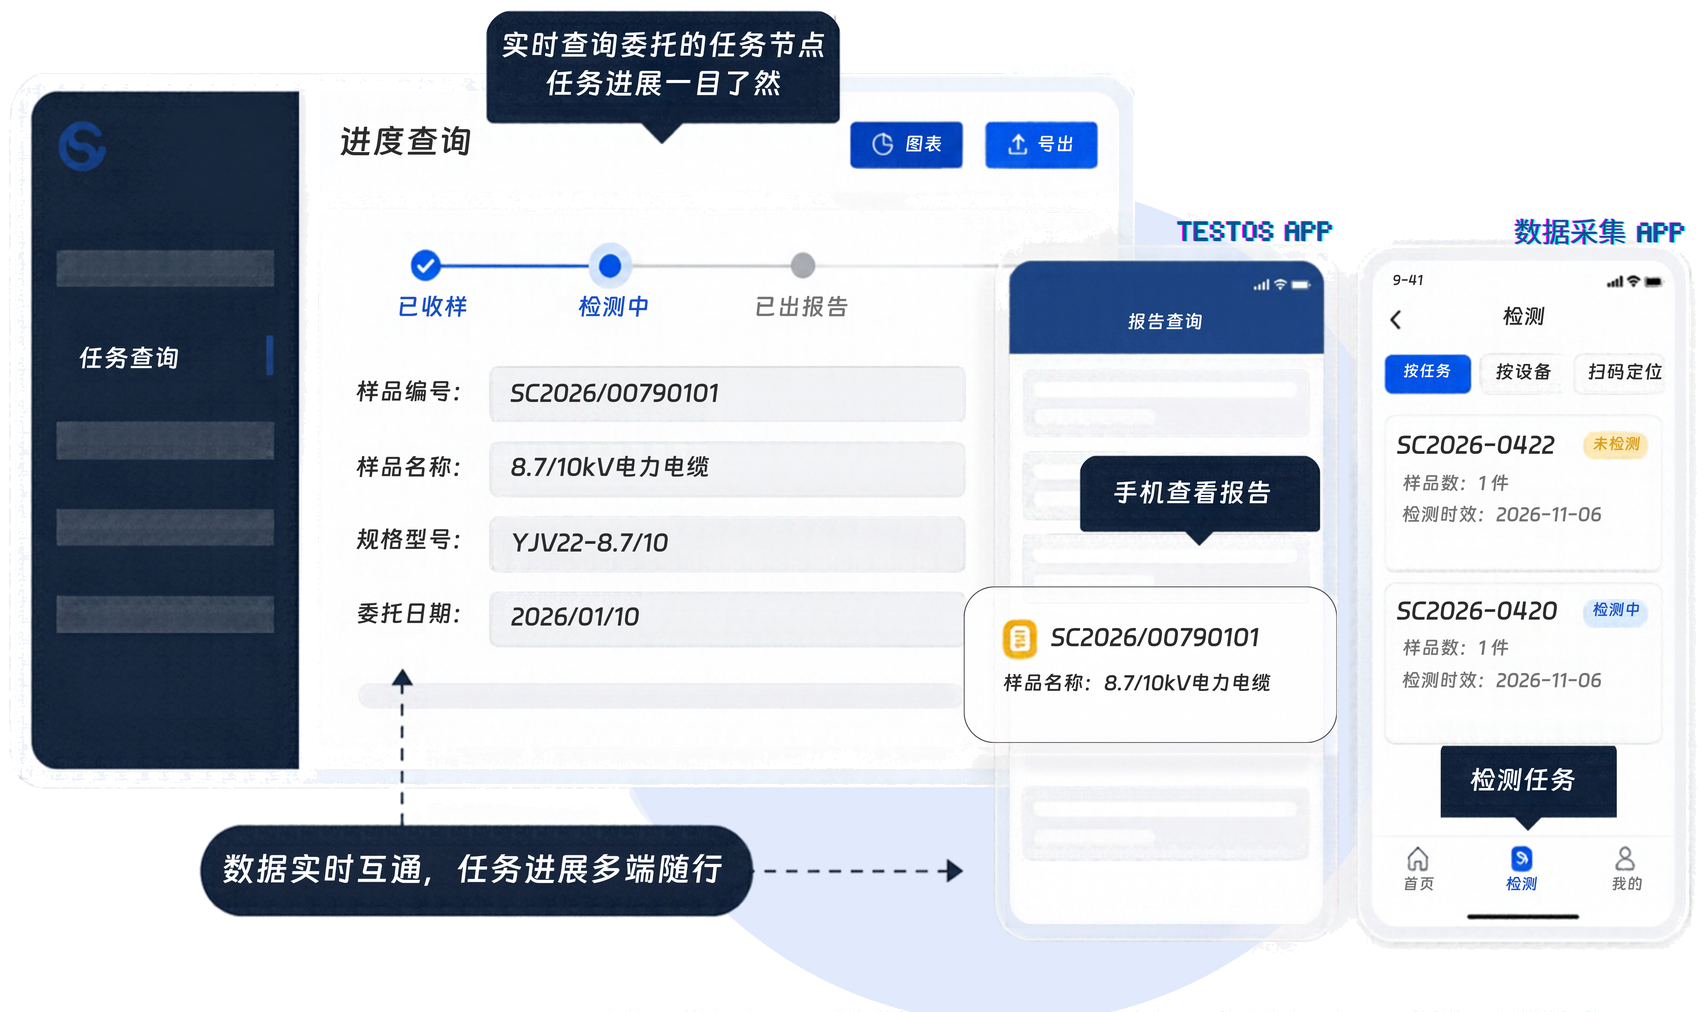 实时查询委托的任务节点
任务进展一目了然
进度查询
图表
号出
已收样
检测中
已出报告
任务查询
样品编号：
SC2026/00790101
样品名称：
8.7/10kV电力电缆
规格型号：
YJV22-8.7/10
委托日期：
2026/01/10
数据实时互通，任务进展多端随行
TESTOS APP
报告查询
手机查看报告
SC2026/00790101
样品名称：8.7/10kV电力电缆
数据采集 APP
9-41
检测
按任务
按设备
扫码定位
SC2026-0422
未检测
样品数：1件
检测时效：2026-11-06
SC2026-0420
检测中
样品数：1件
检测时效：2026-11-06
检测任务
首页
检测
我的